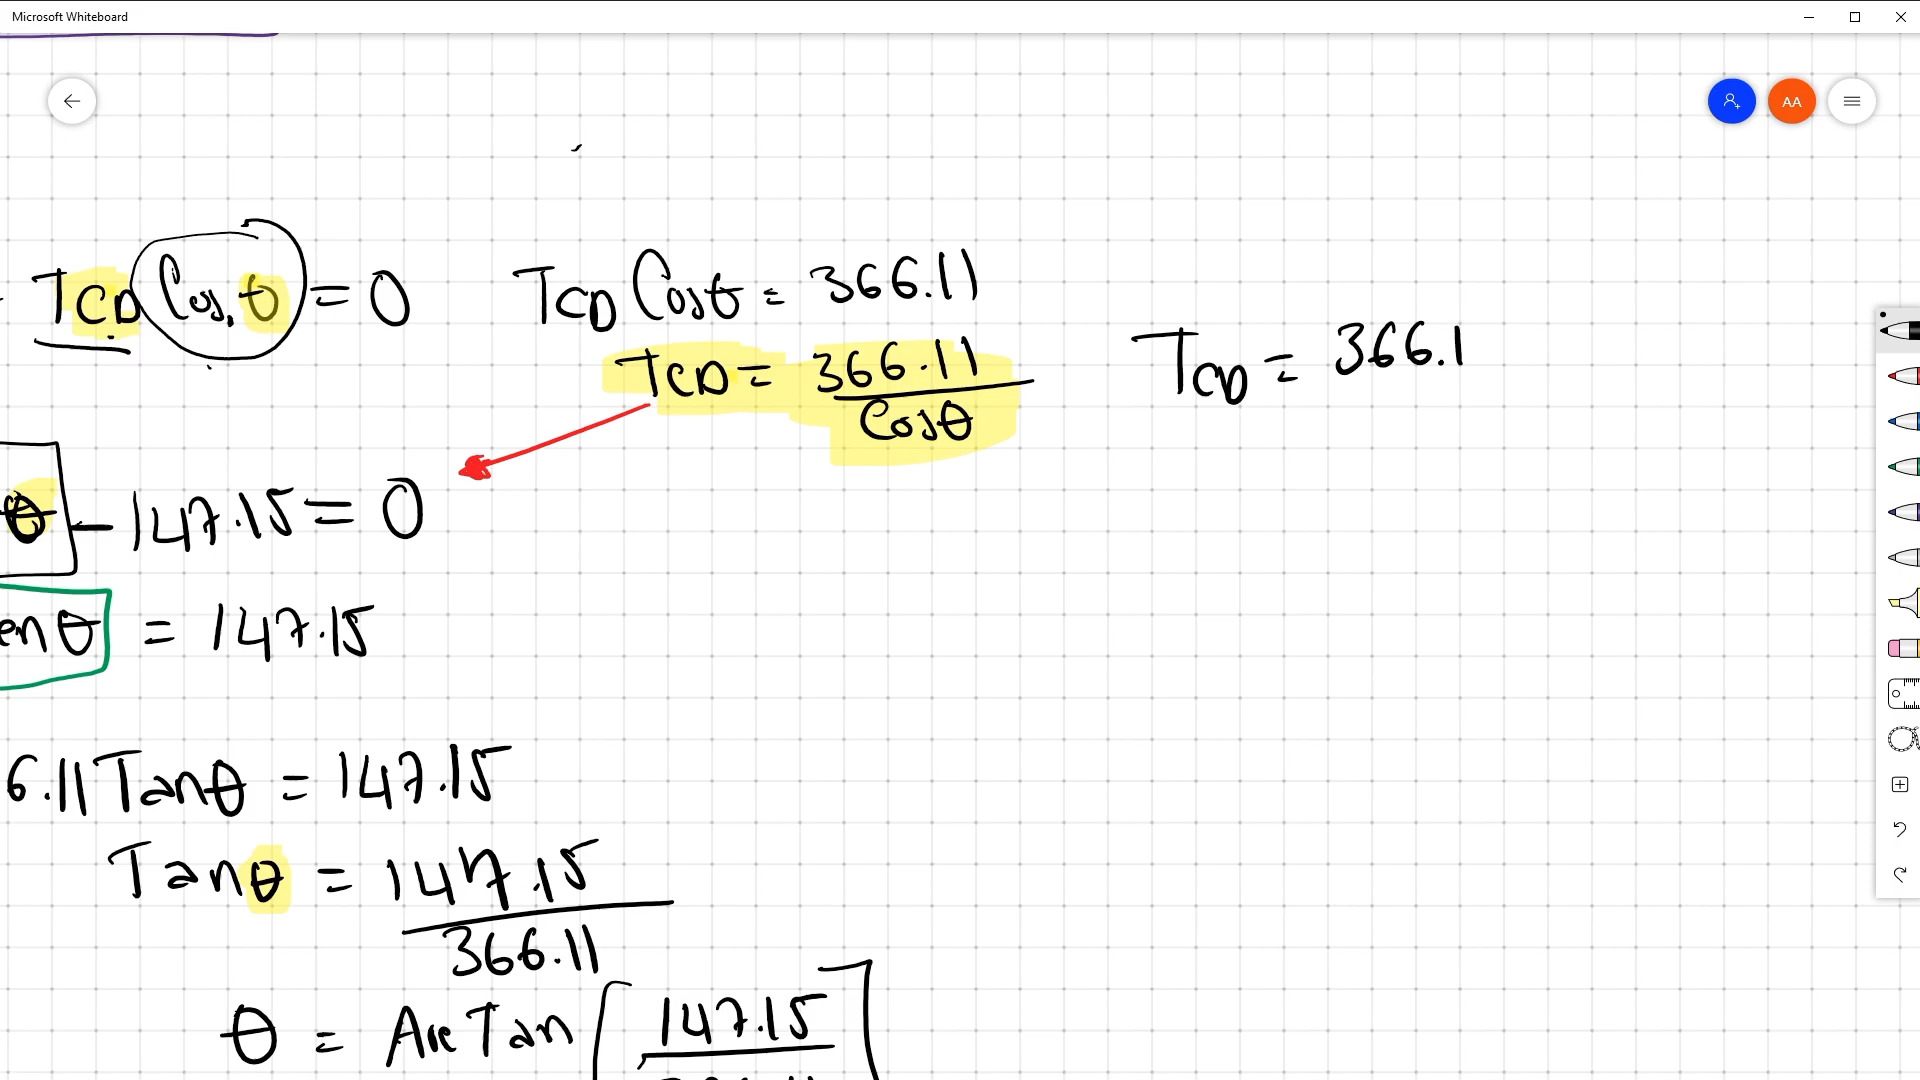 Microsoft Whiteboard
AA
TCD Cos θ = 0
TCD Cosθ = 366.11
TCD = 366.11
Cosθ
TCD = 366.1
θ - 147.15 = 0
enθ = 147.15
6.11 Tanθ = 147.15
Tanθ = 147.15
366.11
θ = ArcTan [ 147.15 ]